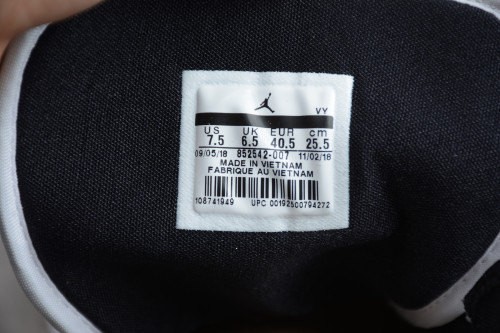 VY
US UK EUR cm
7.5 6.5 40.5 25.5
09/05/18 852542-007 11/02/18
MADE IN VIETNAM
FABRIQUE AU VIETNAM
108741949 UPC 00192500794272